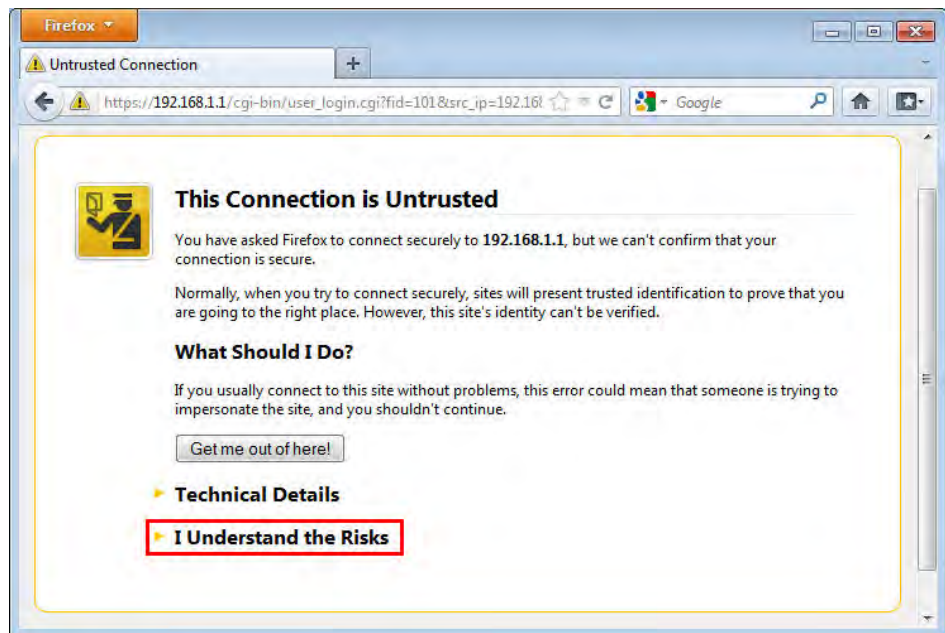 Firefox
Untrusted Connection
https://192.168.1.1/cgi-bin/user_login.cgi?fid=101&src_ip=192.168
Google
This Connection is Untrusted
You have asked Firefox to connect securely to 192.168.1.1, but we can't confirm that your
connection is secure.
Normally, when you try to connect securely, sites will present trusted identification to prove that you
are going to the right place. However, this site's identity can't be verified.
What Should I Do?
If you usually connect to this site without problems, this error could mean that someone is trying to
impersonate the site, and you shouldn't continue.
Get me out of here!
Technical Details
I Understand the Risks